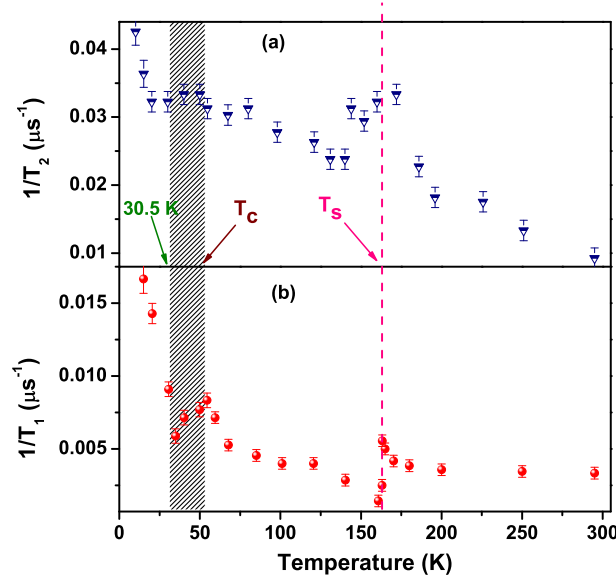 (a)
0.04
0.03
0.02
0.01
1/T2 (μs-1)
30.5 K
Tc
Ts
(b)
0.015
0.010
0.005
1/T1 (μs-1)
0 50 100 150 200 250 300
Temperature (K)